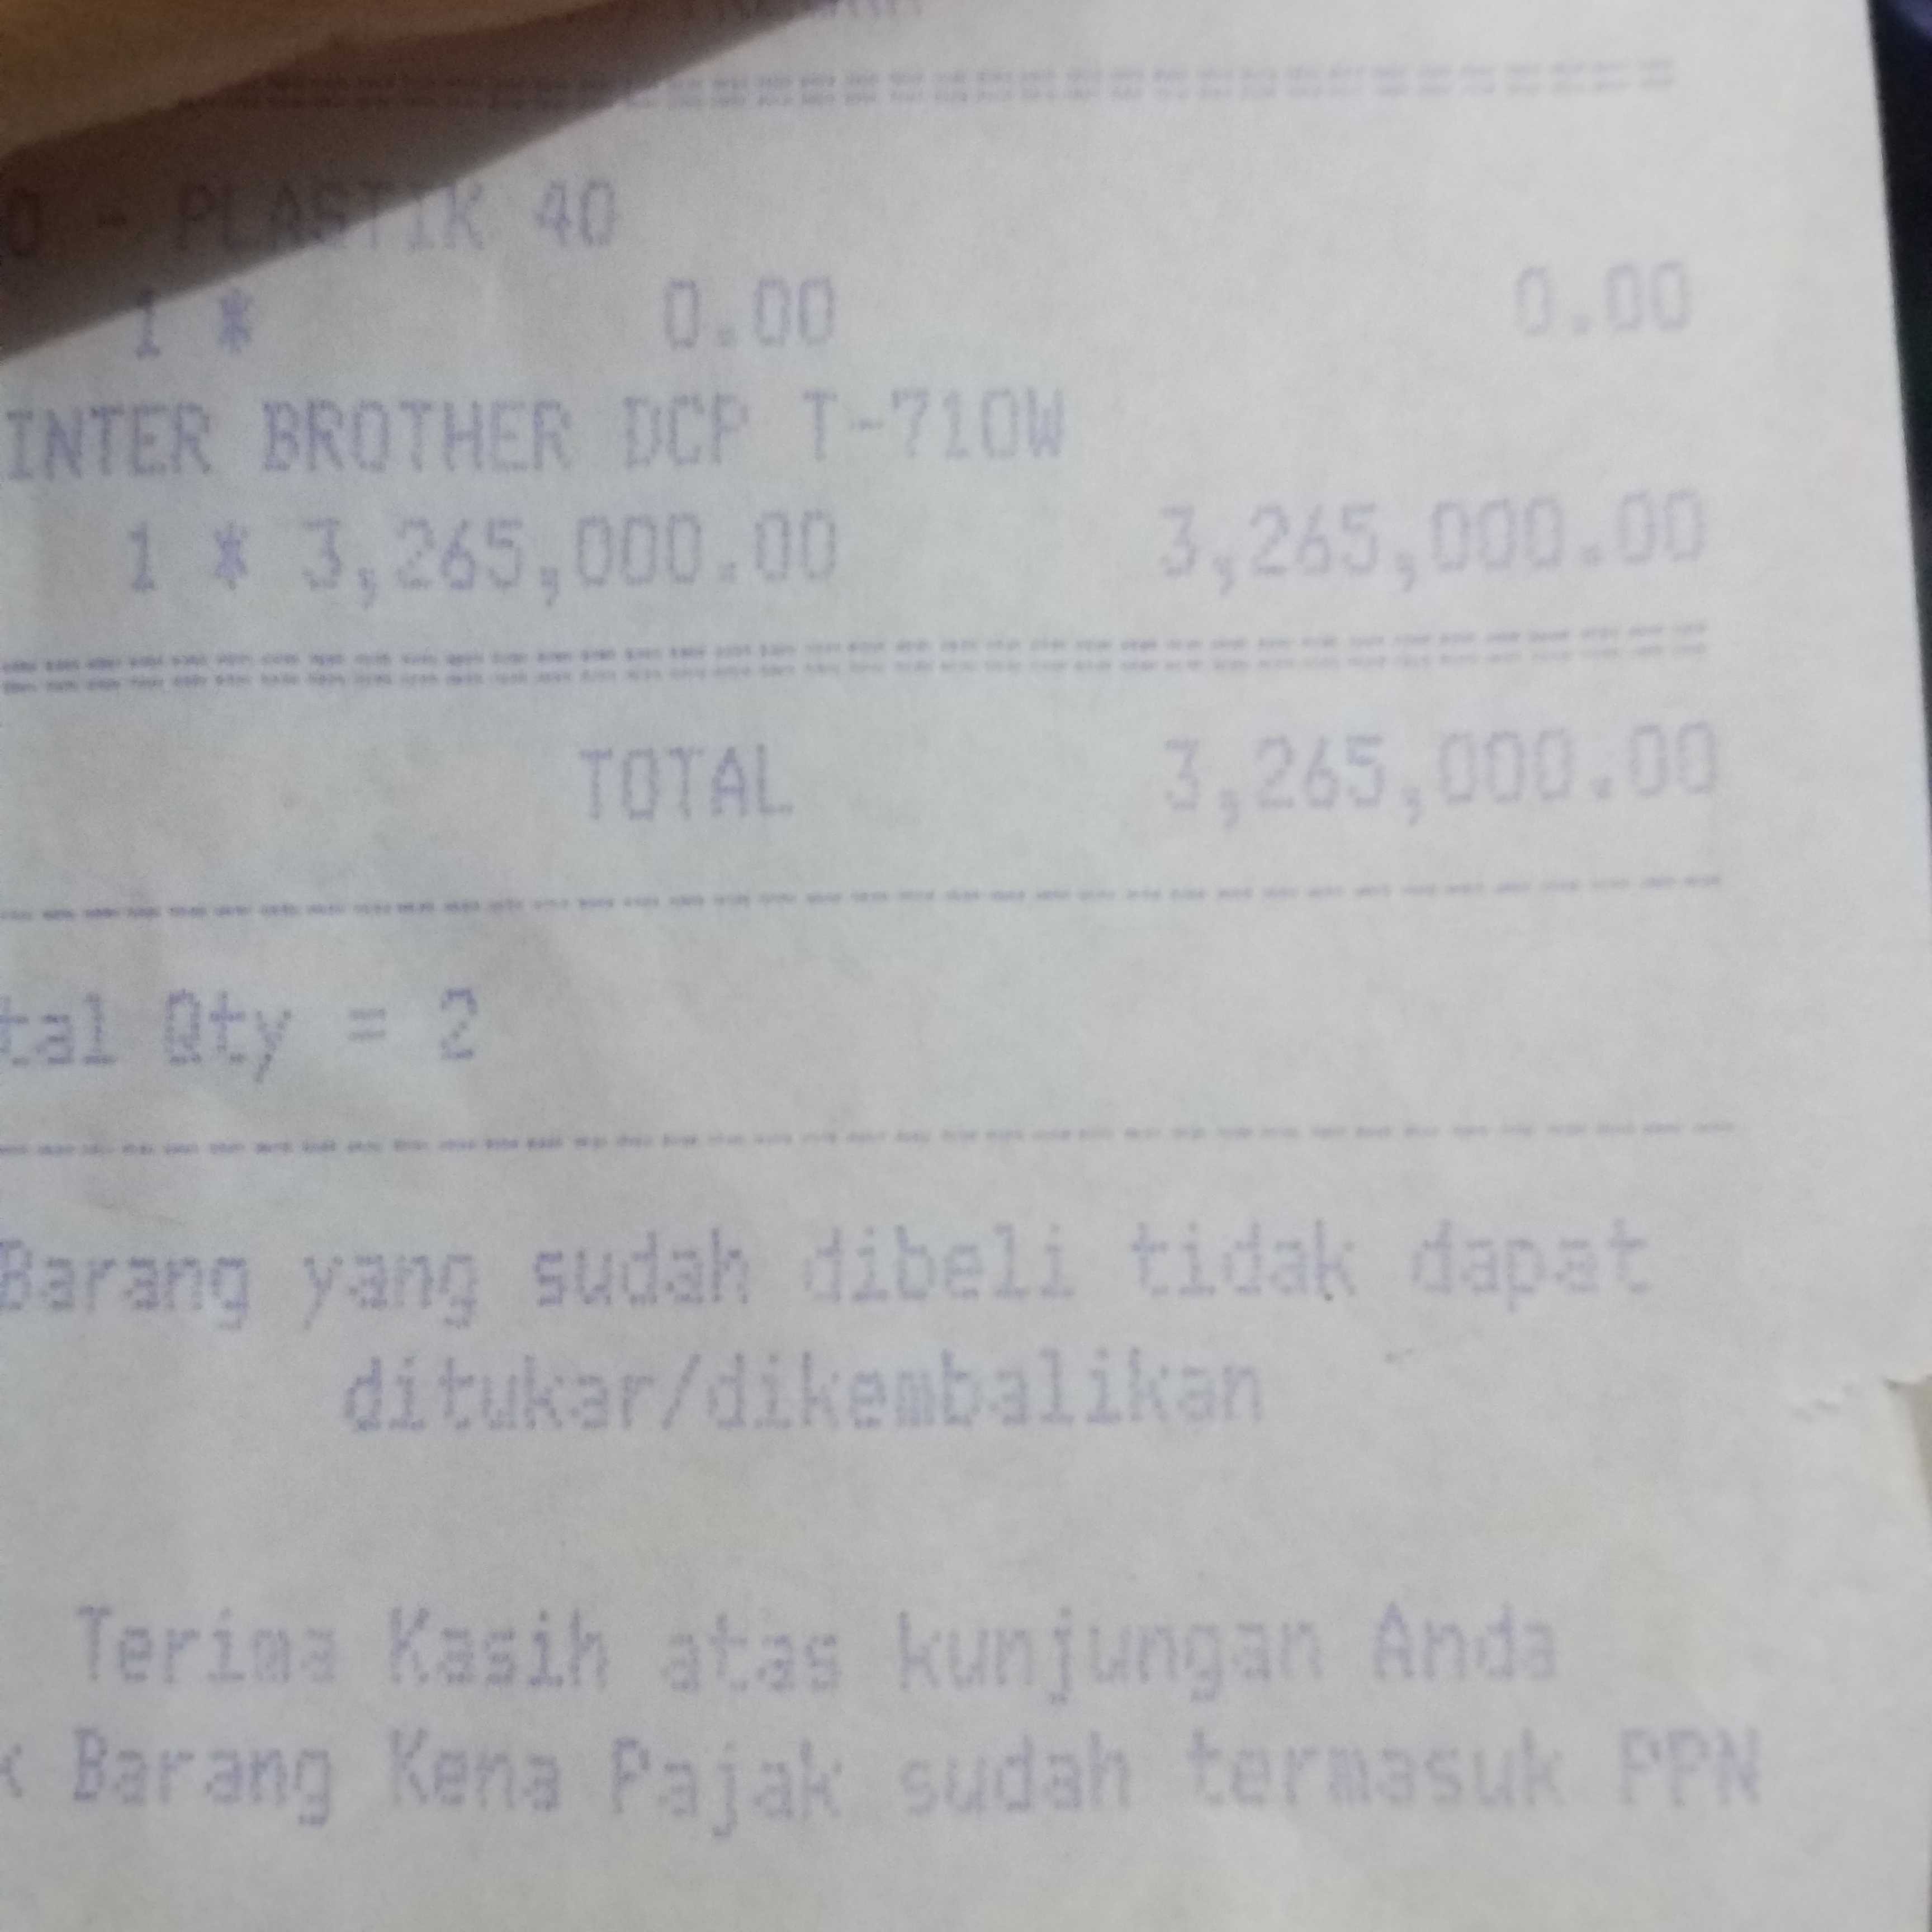 0 - PLASTIK 40
1 * 0.00 0.00
INTER BROTHER DCP T-710W
1 * 3,265,000.00 3,265,000.00
TOTAL 3,265,000.00
tal Qty = 2
Barang yang sudah dibeli tidak dapat
ditukar/dikembalikan
Terima Kasih atas kunjungan Anda
Barang Kena Pajak sudah termasuk PPN